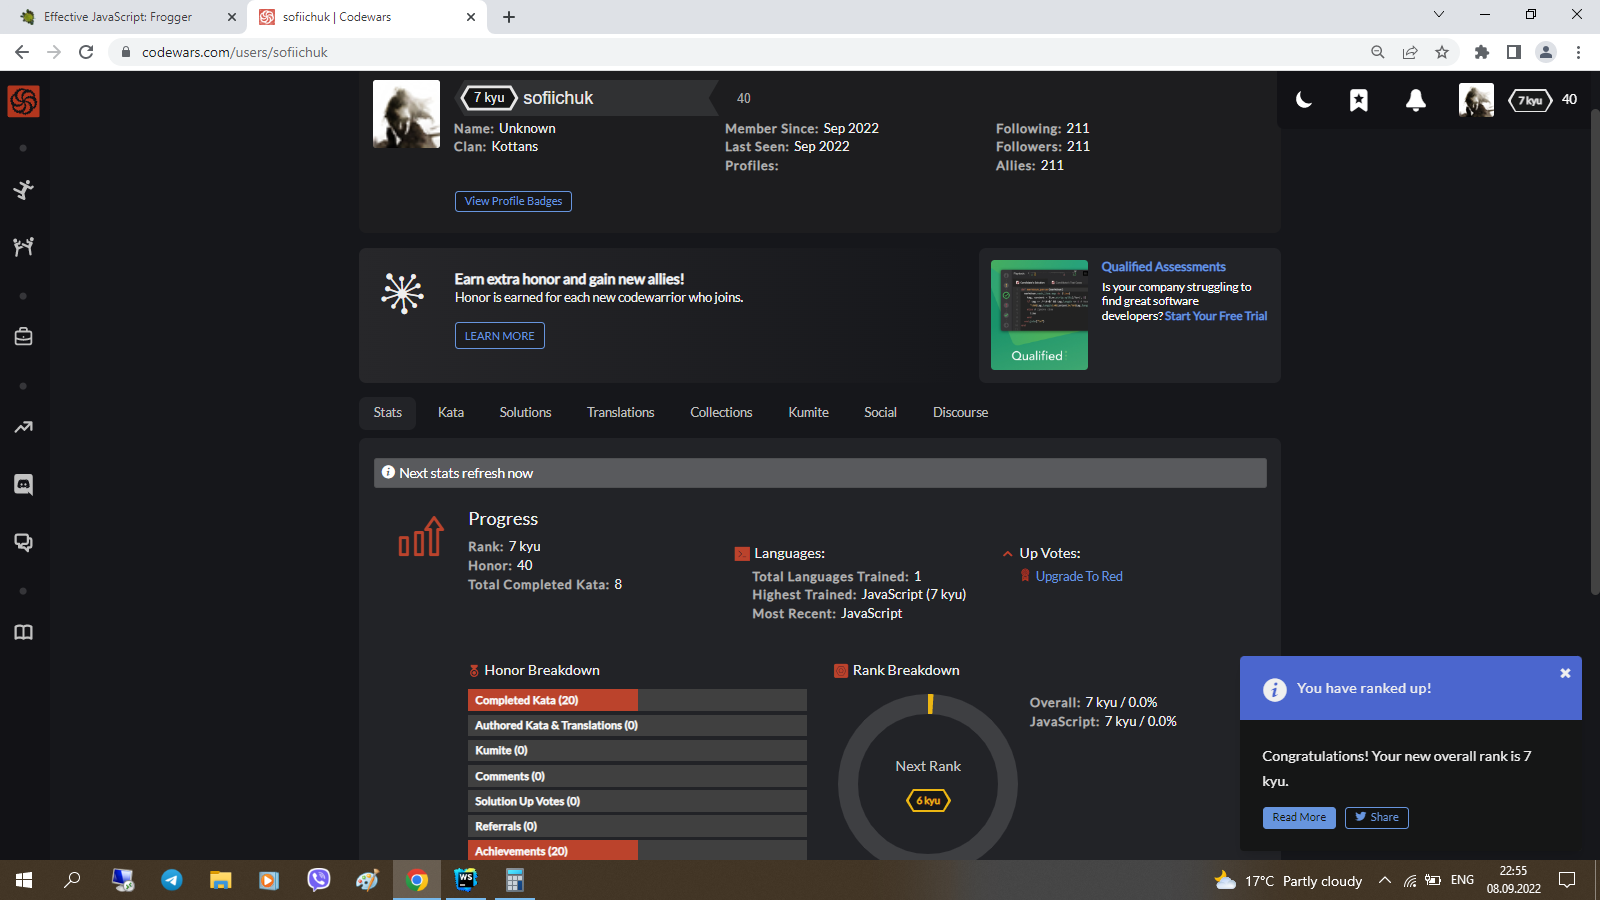 Effective JavaScript: Frogger
sofiichuk | Codewars
codewars.com/users/sofiichuk
7 kyu sofiichuk 40
7 kyu 40
Name: Unknown
Clan: Kottans
Member Since: Sep 2022
Last Seen: Sep 2022
Profiles:
Following: 211
Followers: 211
Allies: 211
View Profile Badges
Earn extra honor and gain new allies!
Honor is earned for each new codewarrior who joins.
LEARN MORE
Qualified
Qualified Assessments
Is your company struggling to
find great software
developers? Start Your Free Trial
Stats Kata Solutions Translations Collections Kumite Social Discourse
Next stats refresh now
Progress
Rank: 7 kyu
Honor: 40
Total Completed Kata: 8
Languages:
Total Languages Trained: 1
Highest Trained: JavaScript (7 kyu)
Most Recent: JavaScript
Up Votes:
Upgrade To Red
Honor Breakdown
Completed Kata (20)
Authored Kata & Translations (0)
Kumite (0)
Comments (0)
Solution Up Votes (0)
Referrals (0)
Achievements (20)
Rank Breakdown
Next Rank
6 kyu
Overall: 7 kyu / 0.0%
JavaScript: 7 kyu / 0.0%
You have ranked up!
Congratulations! Your new overall rank is 7
kyu.
Read More Share
WS
17°C Partly cloudy
ENG
22:55
08.09.2022